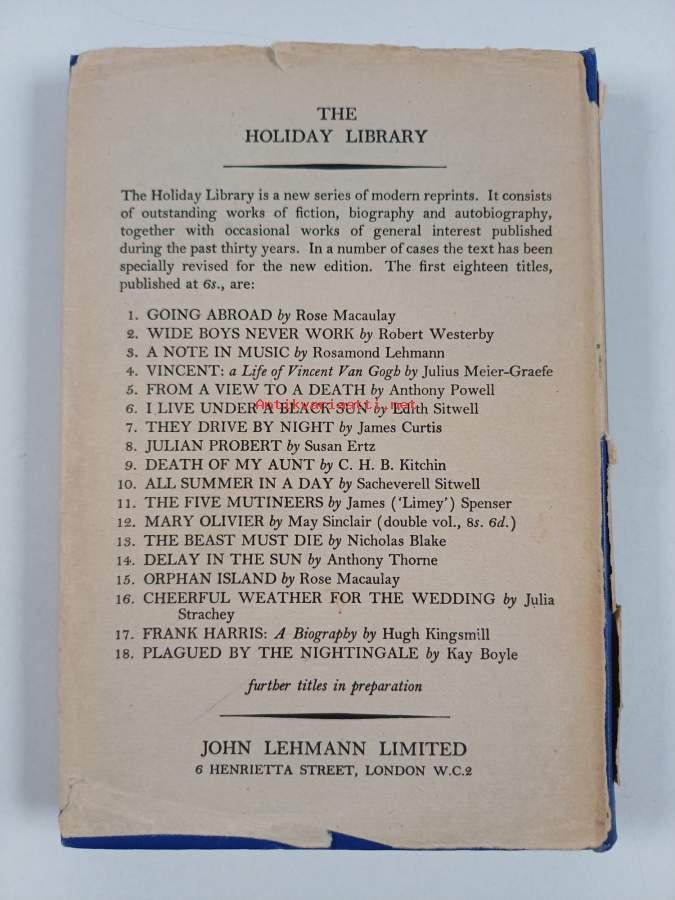 THE
HOLIDAY LIBRARY
The Holiday Library is a new series of modern reprints. It consists
of outstanding works of fiction, biography and autobiography,
together with occasional works of general interest published
during the past thirty years. In a number of cases the text has been
specially revised for the new edition. The first eighteen titles,
published at 6s., are:
1. GOING ABROAD by Rose Macaulay
2. WIDE BOYS NEVER WORK by Robert Westerby
3. A NOTE IN MUSIC by Rosamond Lehmann
4. VINCENT: a Life of Vincent Van Gogh by Julius Meier-Graefe
5. FROM A VIEW TO A DEATH by Anthony Powell
Antikvariaatti.net
6. I LIVE UNDER A BLACK SUN by Edith Sitwell
7. THEY DRIVE BY NIGHT by James Curtis
8. JULIAN PROBERT by Susan Ertz
9. DEATH OF MY AUNT by C. H. B. Kitchin
10. ALL SUMMER IN A DAY by Sacheverell Sitwell
11. THE FIVE MUTINEERS by James ('Limey') Spenser
12. MARY OLIVIER by May Sinclair (double vol., 8s. 6d.)
13. THE BEAST MUST DIE by Nicholas Blake
14. DELAY IN THE SUN by Anthony Thorne
15. ORPHAN ISLAND by Rose Macaulay
16. CHEERFUL WEATHER FOR THE WEDDING by Julia
Strachey
17. FRANK HARRIS: A Biography by Hugh Kingsmill
18. PLAGUED BY THE NIGHTINGALE by Kay Boyle
further titles in preparation
JOHN LEHMANN LIMITED
6 HENRIETTA STREET, LONDON W.C.2